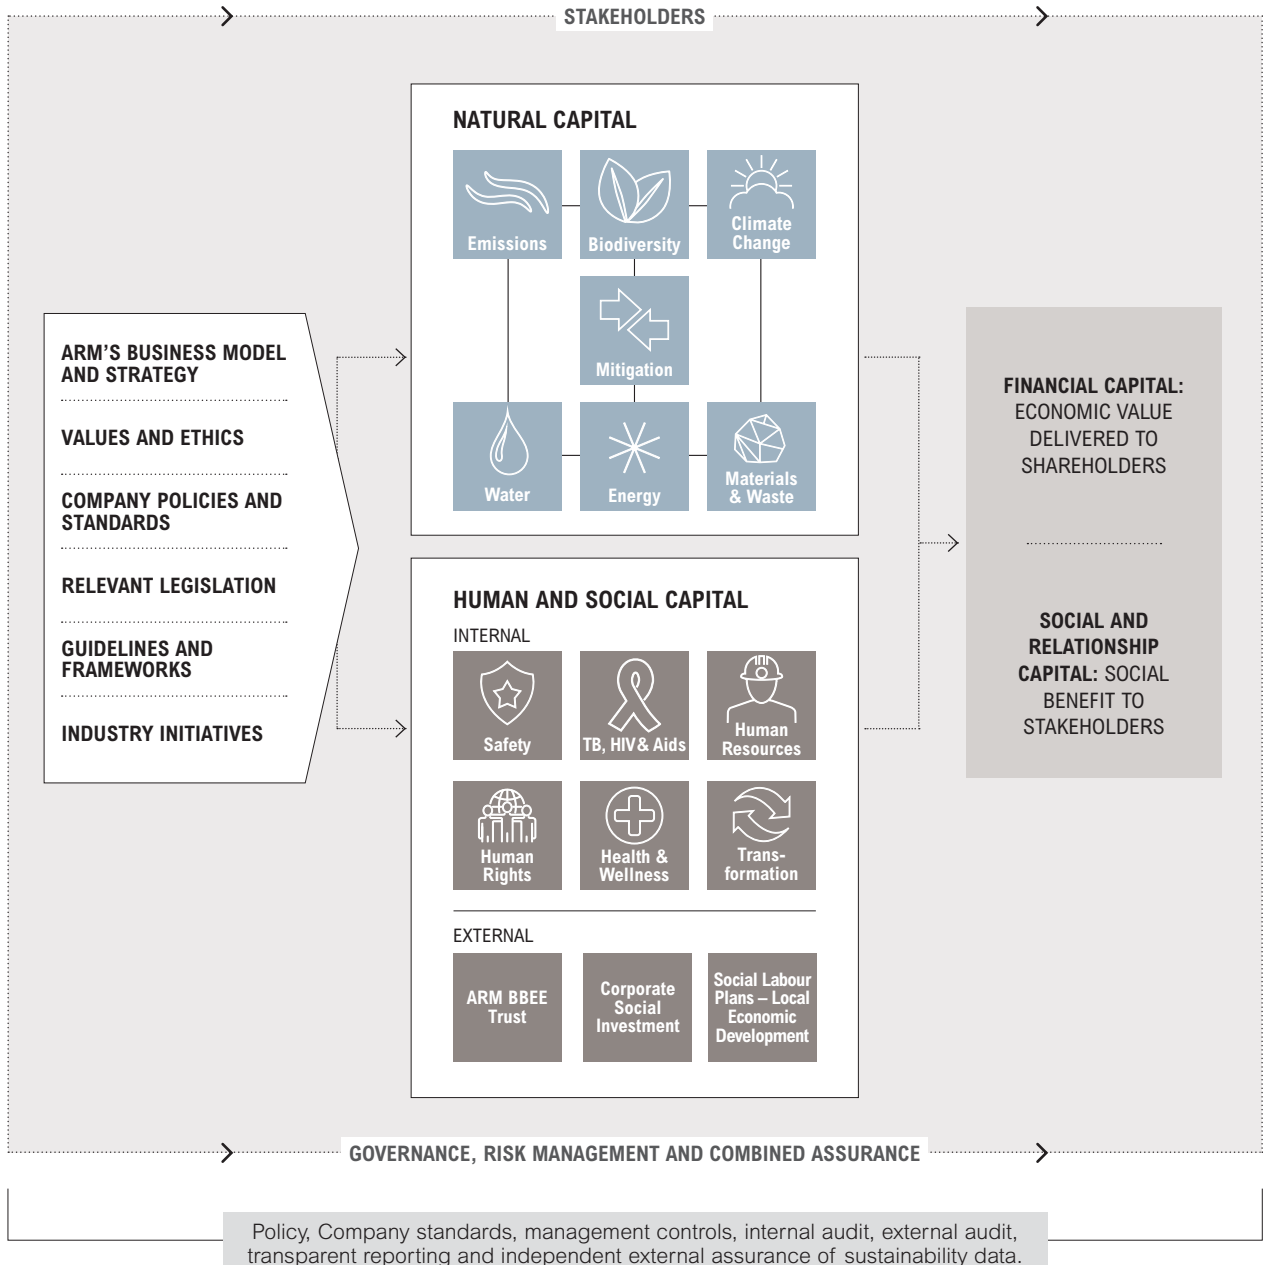 STAKEHOLDERS
ARM’S BUSINESS MODEL
AND STRATEGY
VALUES AND ETHICS
COMPANY POLICIES AND
STANDARDS
RELEVANT LEGISLATION
GUIDELINES AND
FRAMEWORKS
INDUSTRY INITIATIVES
NATURAL CAPITAL
Emissions
Biodiversity
Climate
Change
Mitigation
Water
Energy
Materials
& Waste
HUMAN AND SOCIAL CAPITAL
INTERNAL
Safety
TB, HIV & Aids
Human
Resources
Human
Rights
Health &
Wellness
Trans-
formation
EXTERNAL
ARM BBEE
Trust
Corporate
Social
Investment
Social Labour
Plans – Local
Economic
Development
FINANCIAL CAPITAL:
ECONOMIC VALUE
DELIVERED TO
SHAREHOLDERS
SOCIAL AND
RELATIONSHIP
CAPITAL: SOCIAL
BENEFIT TO
STAKEHOLDERS
GOVERNANCE, RISK MANAGEMENT AND COMBINED ASSURANCE
Policy, Company standards, management controls, internal audit, external audit,
transparent reporting and independent external assurance of sustainability data.